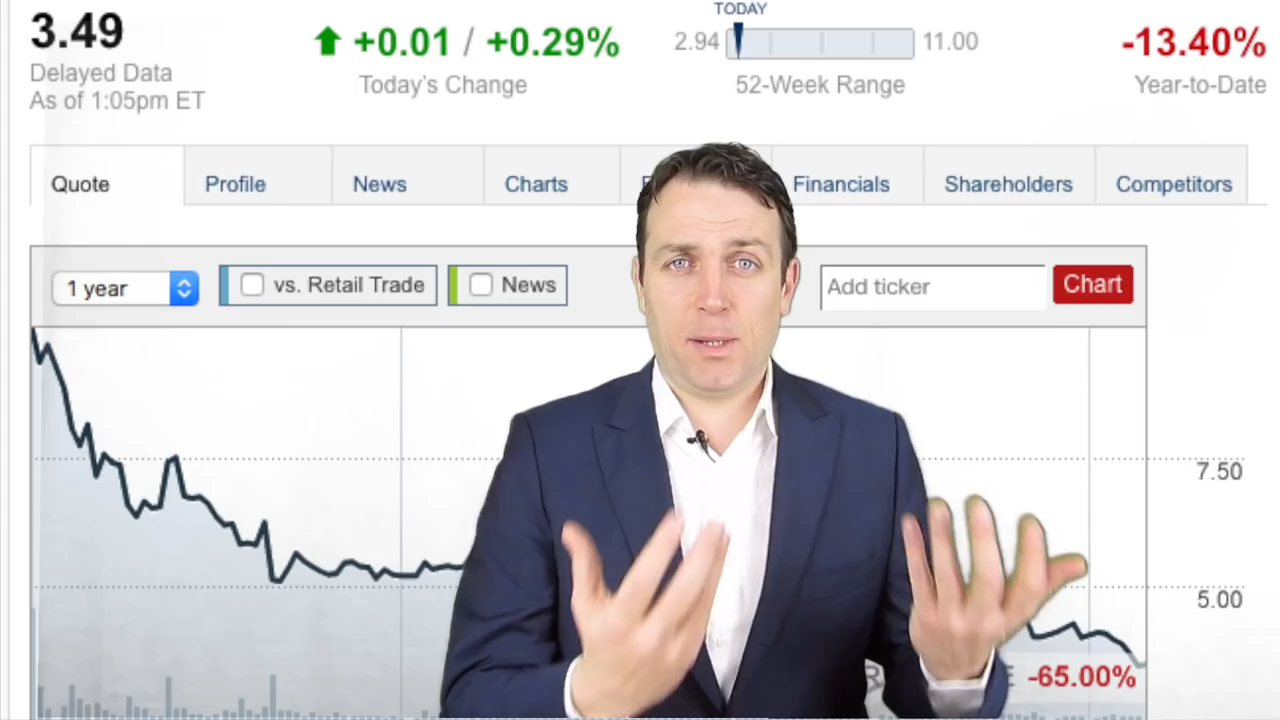 TODAY
3.49
+0.01 / +0.29%
2.94
11.00
-13.40%
Delayed Data
Today's Change
52-Week Range
Year-to-Date
As of 1:05pm ET
Quote
Profile
News
Charts
Financials
Shareholders
Competitors
1 year
vs. Retail Trade
News
Add ticker
Chart
7.50
5.00
-65.00%